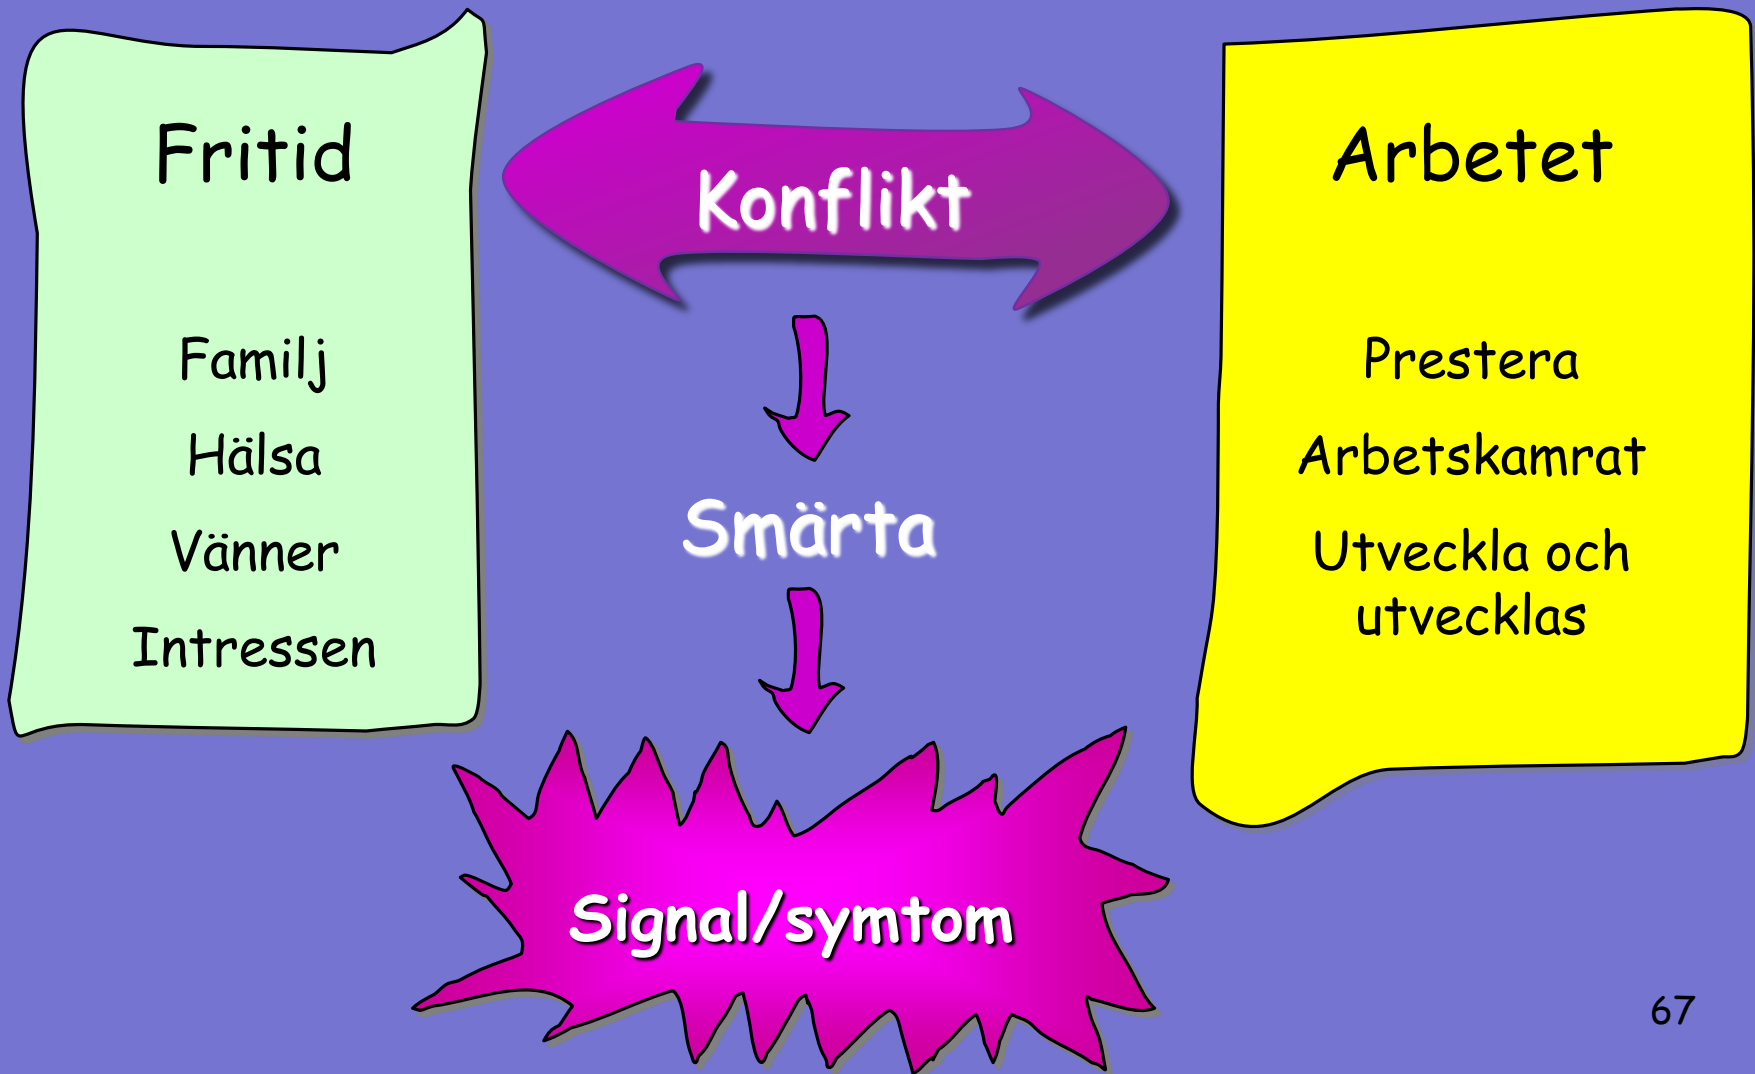 Fritid
Familj
Hälsa
Vänner
Intressen
Konflikt
Smärta
Signal/symtom
Arbetet
Prestera
Arbetskamrat
Utveckla och
utvecklas
67